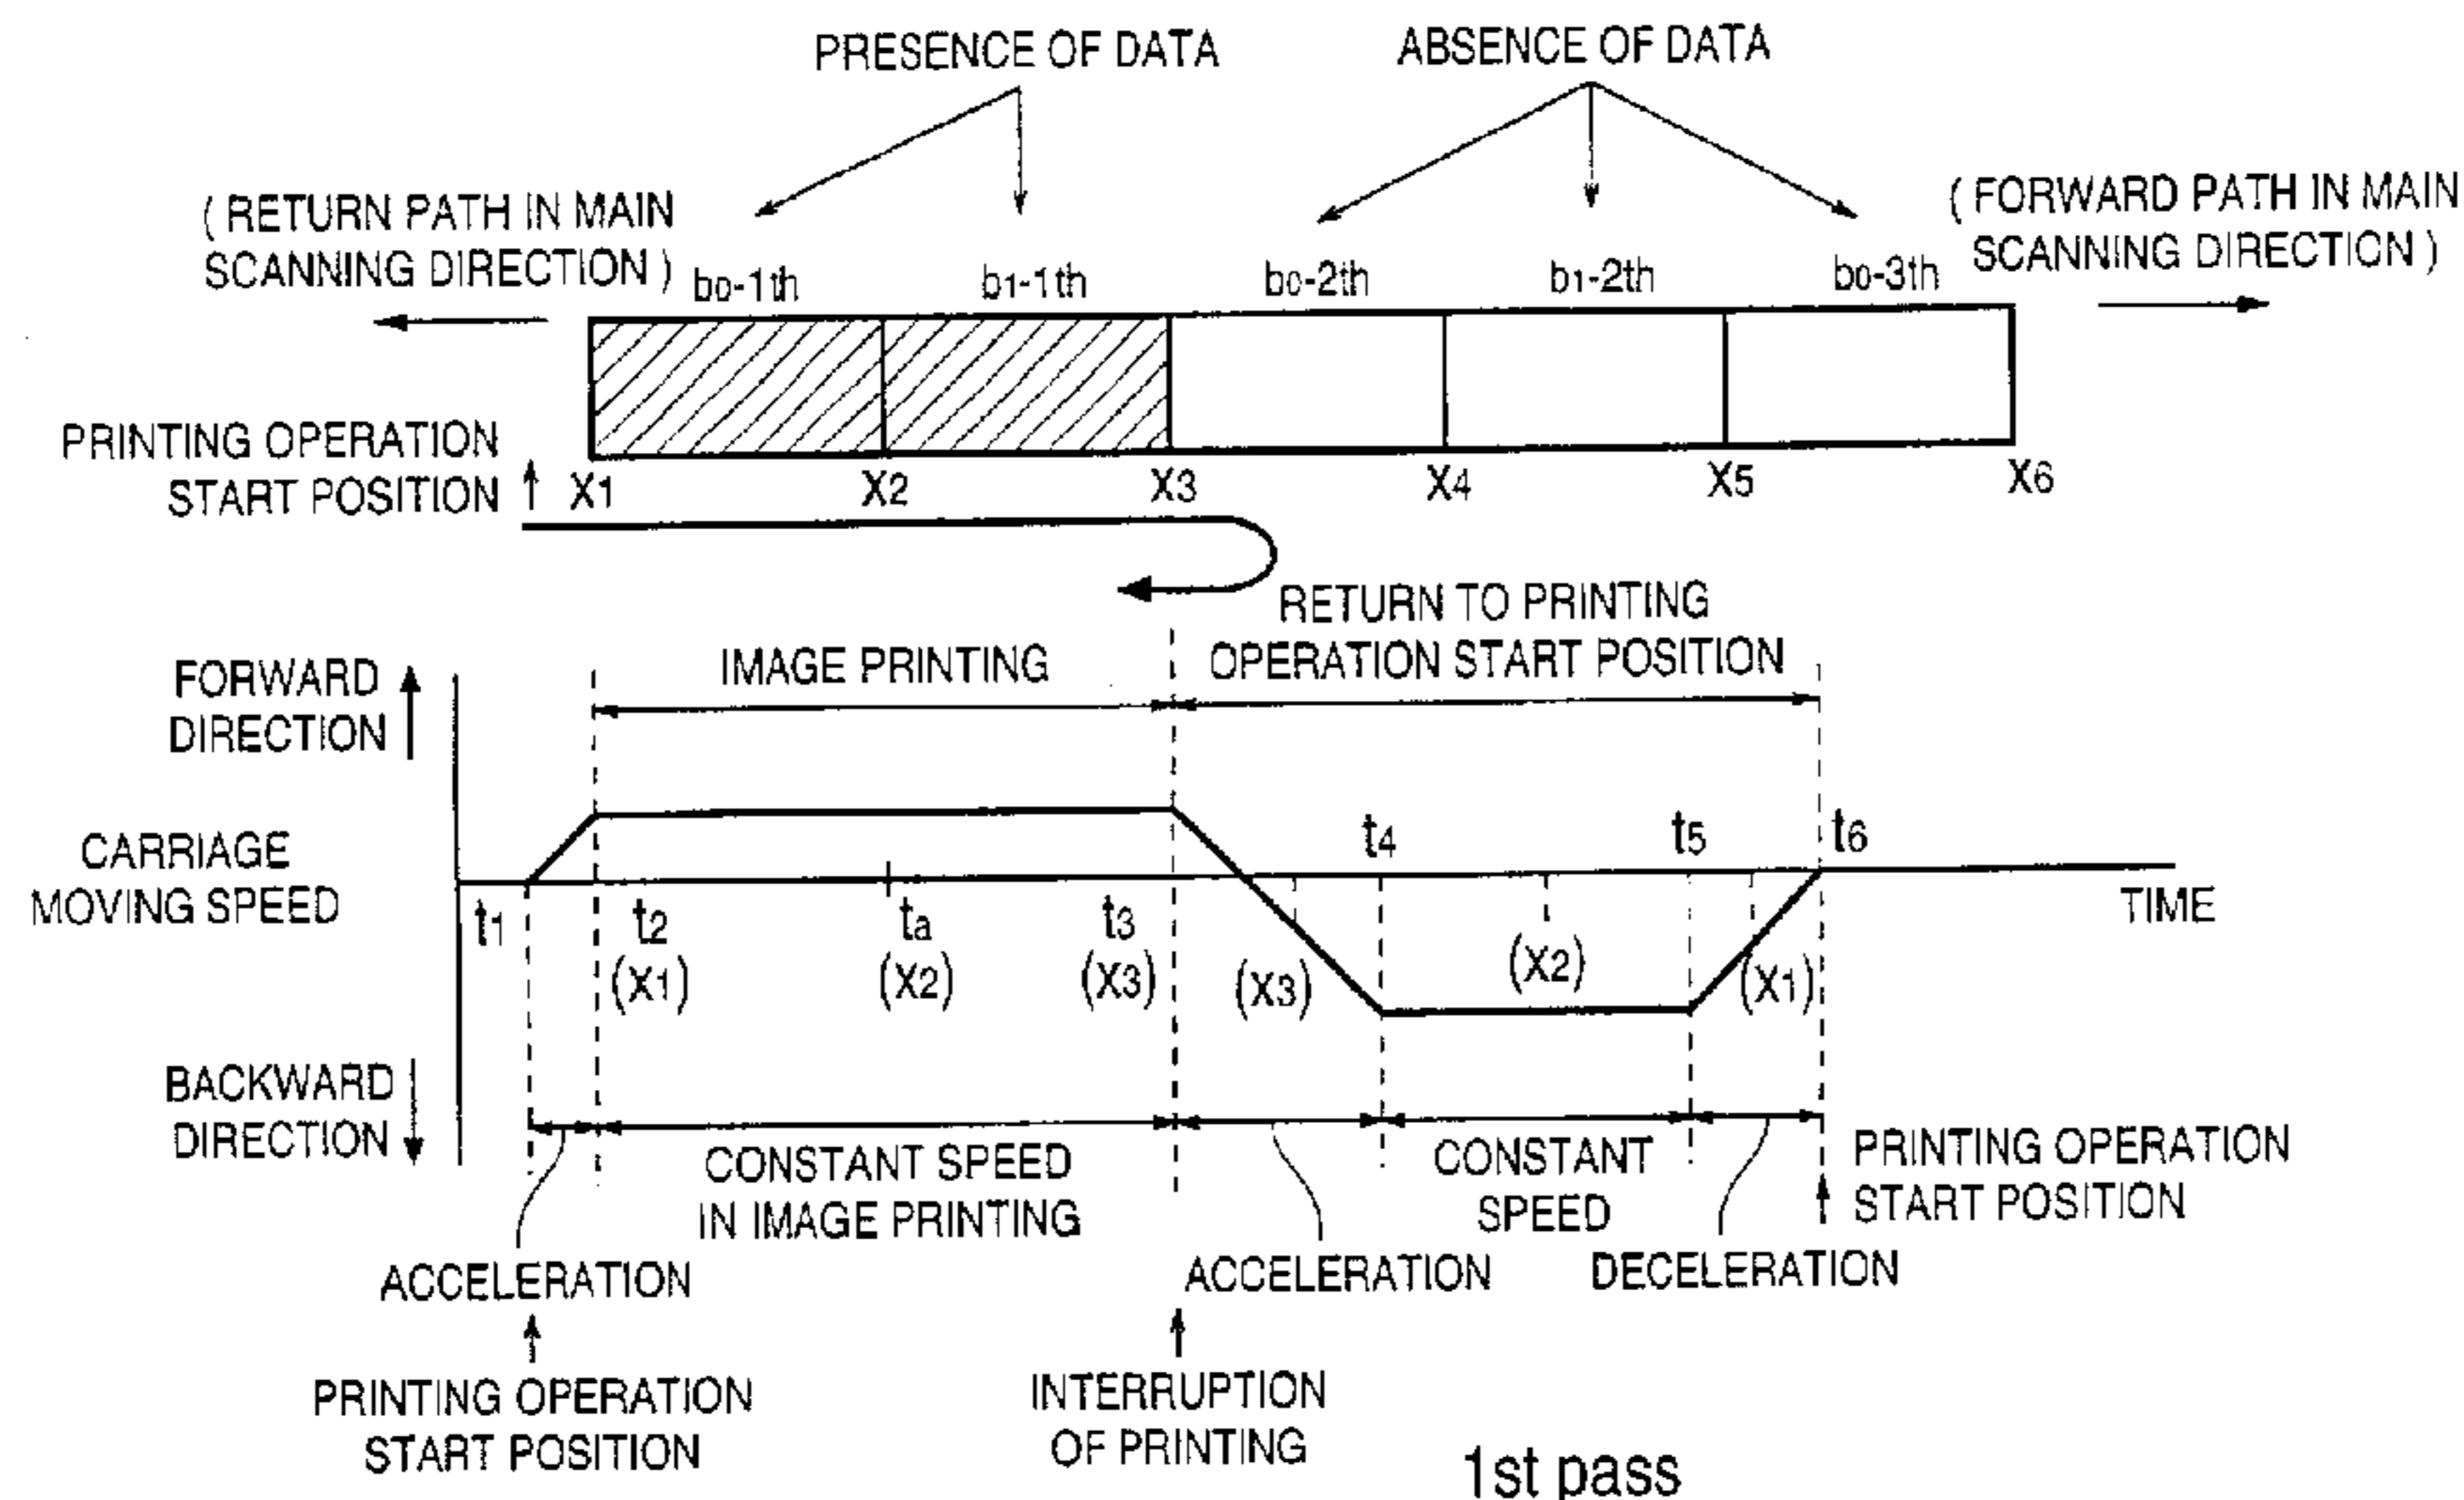 PRESENCE OF DATA
ABSENCE OF DATA
( RETURN PATH IN MAIN
SCANNING DIRECTION )
( FORWARD PATH IN MAIN
SCANNING DIRECTION )
b0-1th
b1-1th
b0-2th
b1-2th
b0-3th
PRINTING OPERATION
START POSITION
X1
X2
X3
X4
X5
X6
RETURN TO PRINTING
OPERATION START POSITION
IMAGE PRINTING
FORWARD
DIRECTION
CARRIAGE
MOVING SPEED
t1
t2
(X1)
ta
(X2)
t3
(X3)
(X3)
t4
(X2)
t5
(X1)
t6
TIME
BACKWARD
DIRECTION
CONSTANT SPEED
IN IMAGE PRINTING
CONSTANT
SPEED
PRINTING OPERATION
START POSITION
ACCELERATION
ACCELERATION
DECELERATION
PRINTING OPERATION
START POSITION
INTERRUPTION
OF PRINTING
1st pass